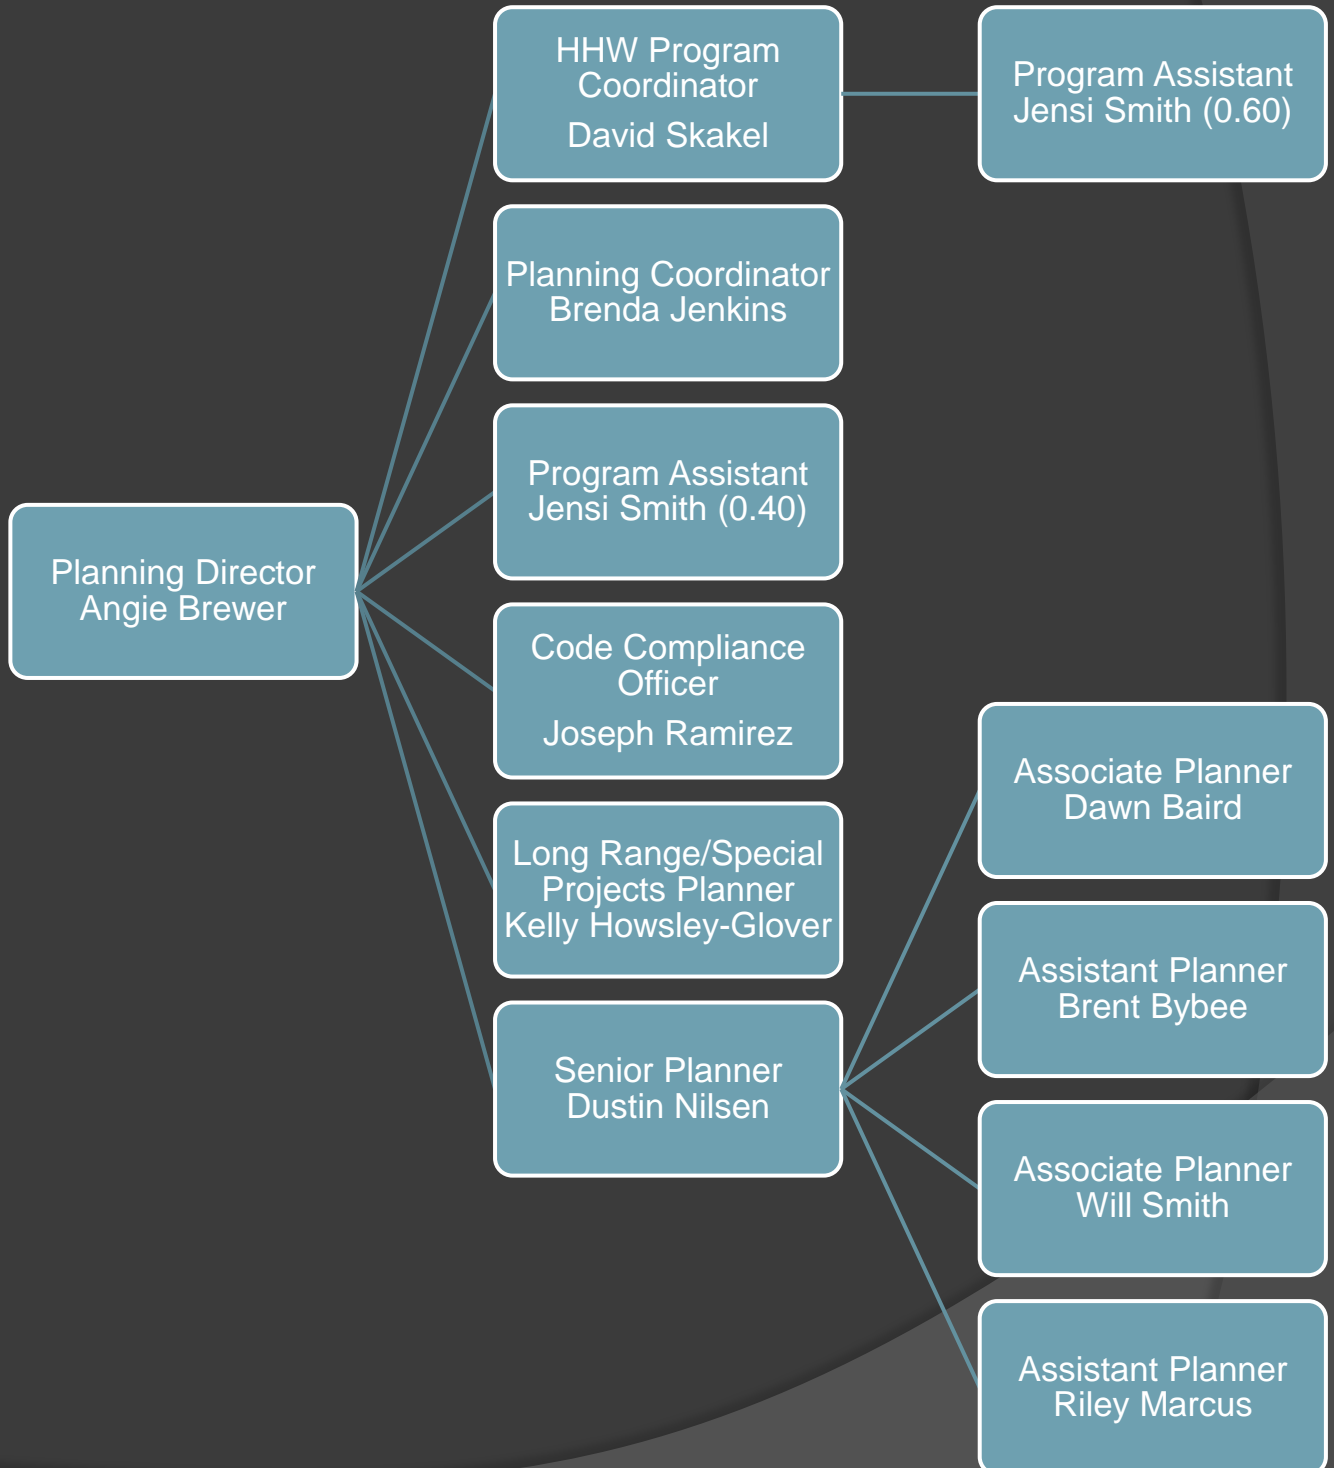 HHW Program
Coordinator
David Skakel
Program Assistant
Jensi Smith (0.60)
Planning Coordinator
Brenda Jenkins
Program Assistant
Jensi Smith (0.40)
Planning Director
Angie Brewer
Code Compliance
Officer
Joseph Ramirez
Long Range/Special
Projects Planner
Kelly Howsley-Glover
Senior Planner
Dustin Nilsen
Associate Planner
Dawn Baird
Assistant Planner
Brent Bybee
Associate Planner
Will Smith
Assistant Planner
Riley Marcus